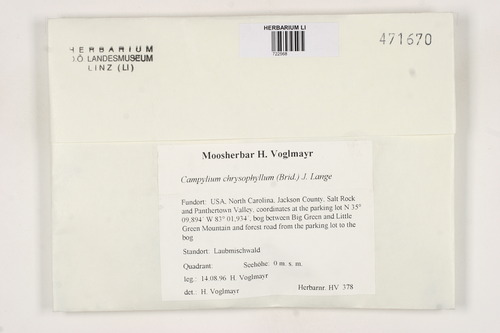 HERBARIUM LI
722958
471670
HERBARIUM
O.Ö. LANDESMUSEUM
LINZ (LI)
Moosherbar H. Voglmayr
Campylium chrysophyllum (Brid.) J. Lange
Fundort: USA, North Carolina, Jackson County, Salt Rock
and Panthertown Valley, coordinates at the parking lot N 35°
09,894´ W 83° 01,934´, bog between Big Green and Little
Green Mountain and forest road from the parking lot to the
bog
Standort: Laubmischwald
Quadrant: Seehöhe: 0 m. s. m.
leg.: 14.08.96 H. Voglmayr
det.: H. Voglmayr Herbarnr. HV 378